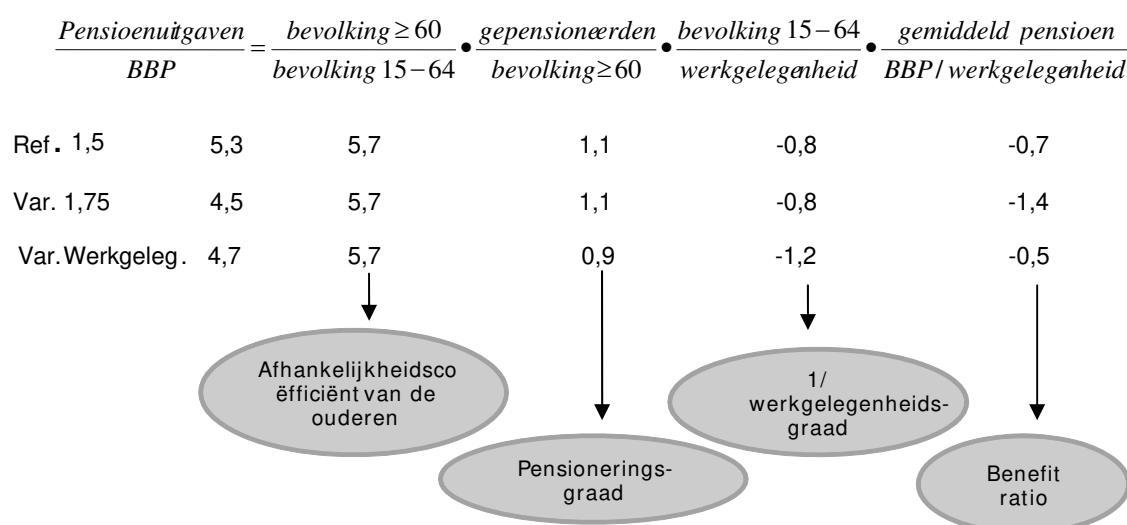 Pensioenuitgaven / BBP = bevolking ≥ 60 / bevolking 15−64 • gepensioneerden / bevolking≥60 • bevolking 15−64 / werkgelegenheid • gemiddeld pensioen / BBP / werkgelegenheid
Ref. 1,5 5,3 5,7 1,1 -0,8 -0,7
Var. 1,75 4,5 5,7 1,1 -0,8 -1,4
Var.Werkgeleg. 4,7 5,7 0,9 -1,2 -0,5
Afhankelijkheidsco
ëfficiënt van de
ouderen
Pensionerings-
graad
1/
werkgelegenheids-
graad
Benefit
ratio